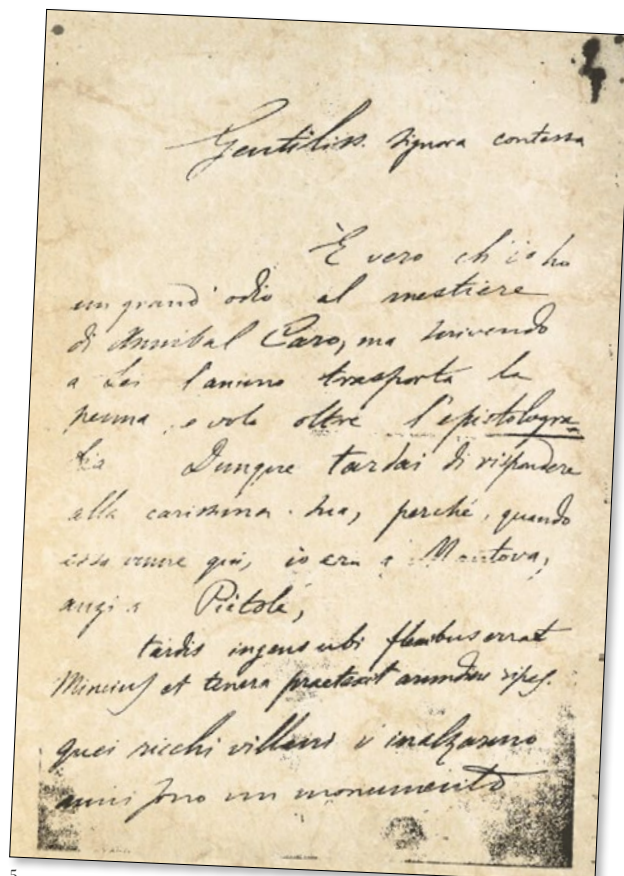 Gentiliss. signora contessa
È vero ch'io ho
un grand' odio al mestiere
di Annibal Caro, ma scrivendo
a Lei l'animo trasporta la
penna, e volo oltre l'epistologra=
fia Dunque tardai di rispondere
alla carissima sua, perché, quando
essa venne qui, io era a Mantova,
anzi a Pietole,
tardis ingens ubi flexibus errat
Mincius et tenera praetexit arundine ripas.
quei ricchi villani v'inalzarono
anni fono un monumento
5